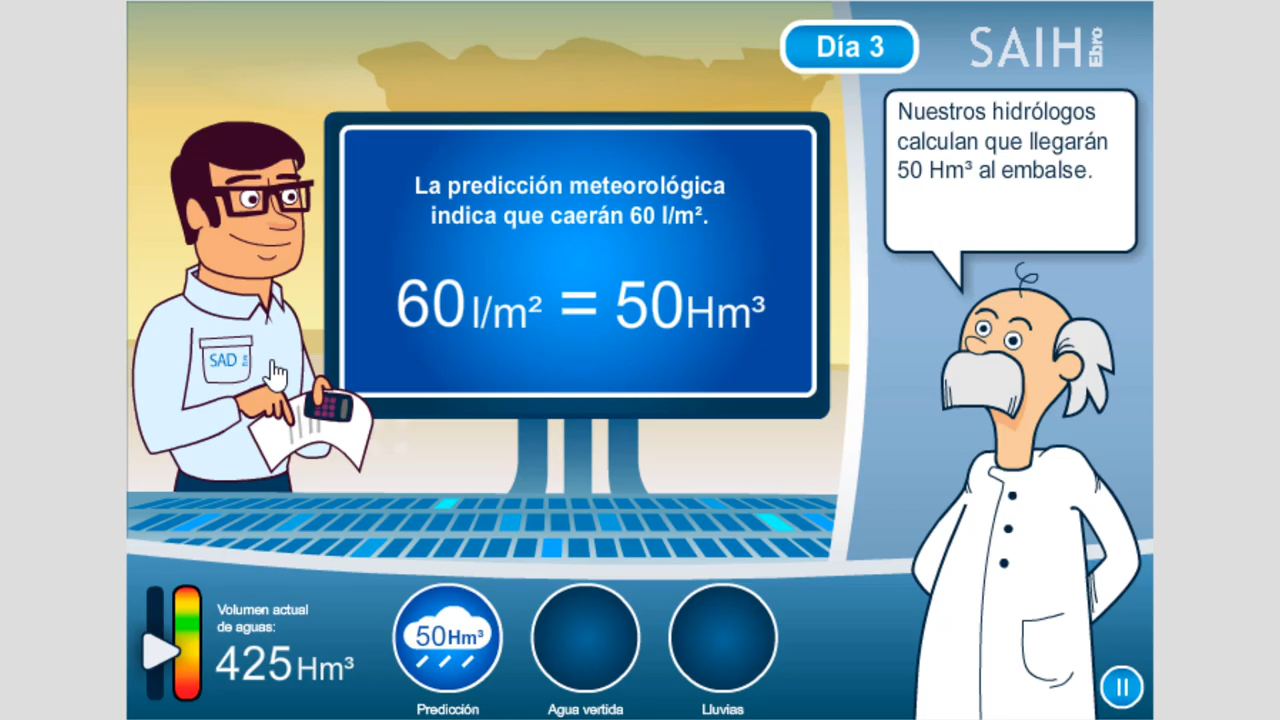 Día 3
SAIH Ebro
Nuestros hidrólogos
calculan que llegarán
50 Hm³ al embalse.
La predicción meteorológica
indica que caerán 60 l/m².
60 l/m² = 50 Hm³
SAD
Volumen actual
de aguas:
425 Hm³
50 Hm³
Predicción
Agua vertida
Lluvias